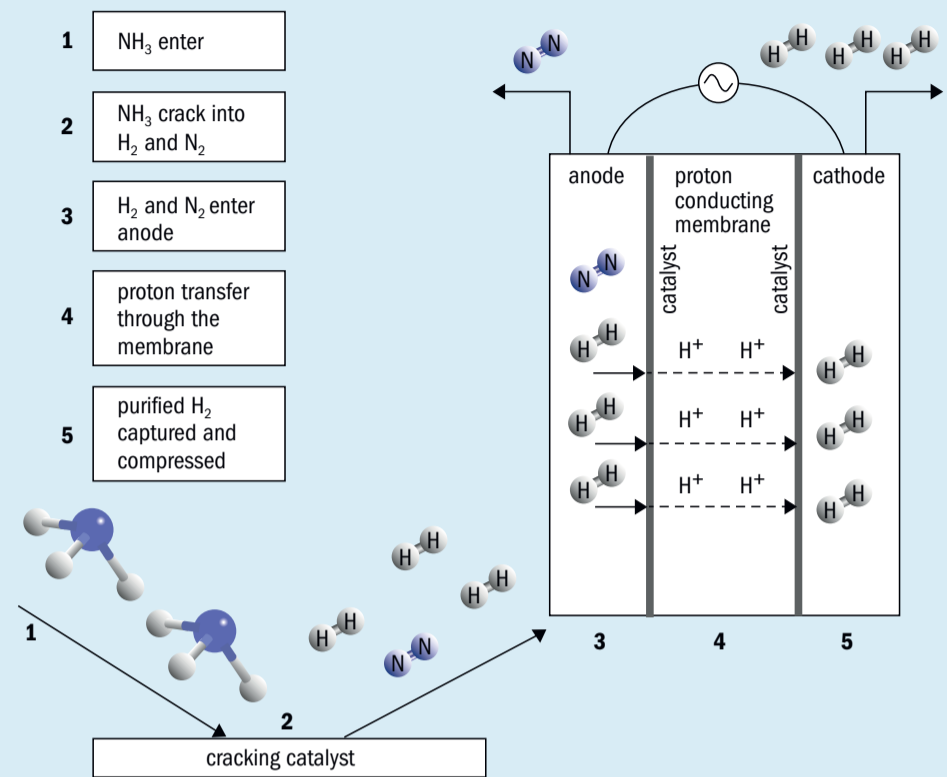 1
NH₃ enter
2
NH₃ crack into
H₂ and N₂
3
H₂ and N₂ enter
anode
4
proton transfer
through the
membrane
5
purified H₂
captured and
compressed
1
2
cracking catalyst
H H
H H
H H
N N
N N
H H
H H
H H
anode
proton
conducting
membrane
cathode
catalyst
catalyst
N N
H H
H H
H H
H⁺ H⁺
H⁺ H⁺
H⁺ H⁺
H H
H H
H H
3
4
5